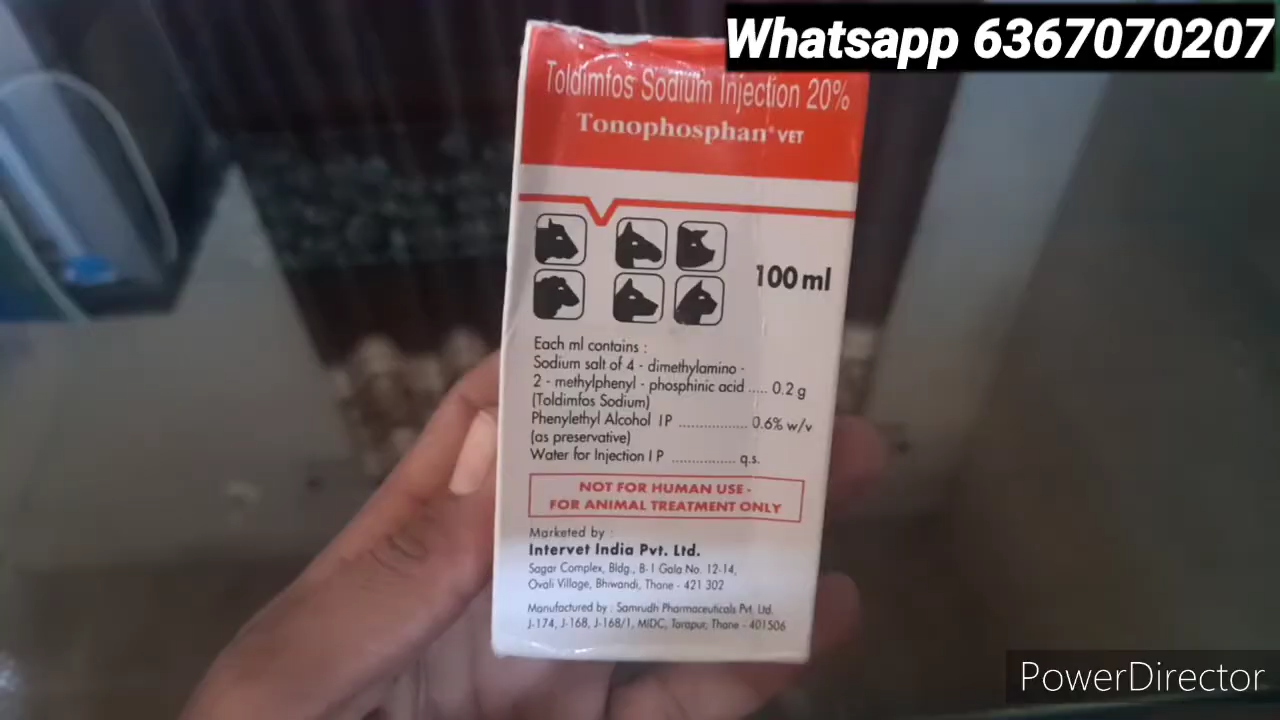 Whatsapp 6367070207
Toldimfos Sodium Injection 20%
Tonophosphan® VET
100 ml
Each ml contains :
Sodium salt of 4 - dimethylamino -
2 - methylphenyl - phosphinic acid ..... 0.2 g
(Toldimfos Sodium)
Phenylethyl Alcohol I P ................ 0.6% w/v
(as preservative)
Water for Injection I P ............... q.s.
NOT FOR HUMAN USE -
FOR ANIMAL TREATMENT ONLY
Marketed by :
Intervet India Pvt. Ltd.
Sagar Complex, Bldg., B-1 Gala No. 12-14,
Ovali Village, Bhiwandi, Thane - 421 302
Manufactured by : Samrudh Pharmaceuticals Pvt. Ltd.
J-174, J-168, J-168/1, MIDC, Tarapur, Thane - 401506
PowerDirector